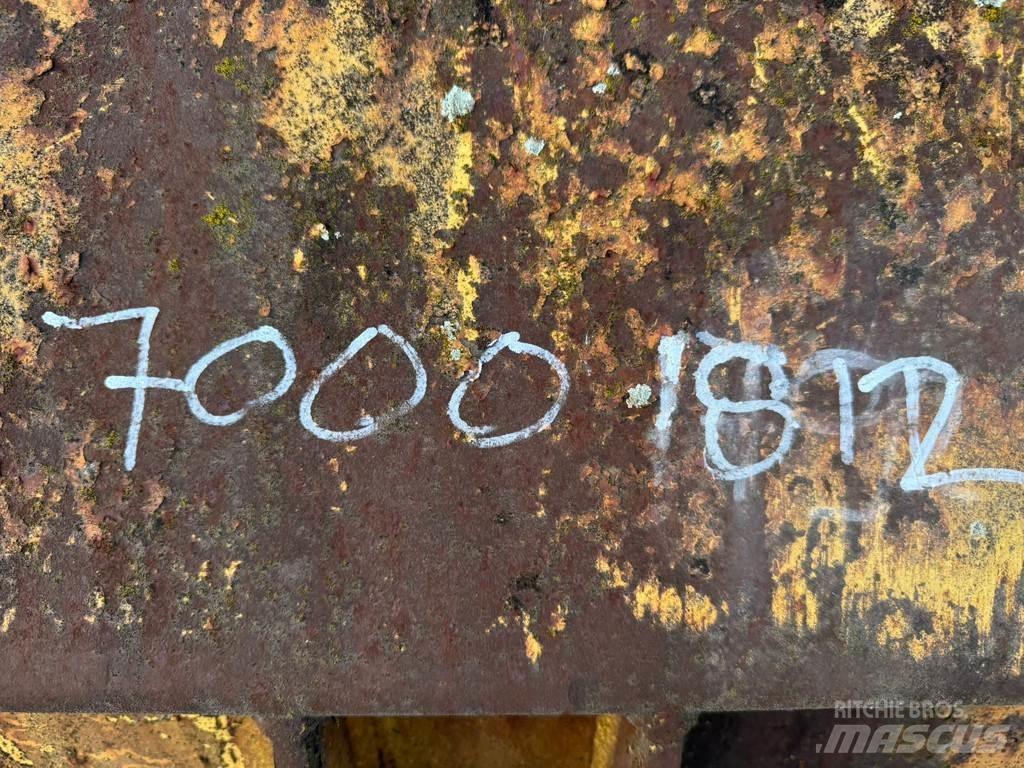 7000 1812
RITCHIE BROS
MASCUS